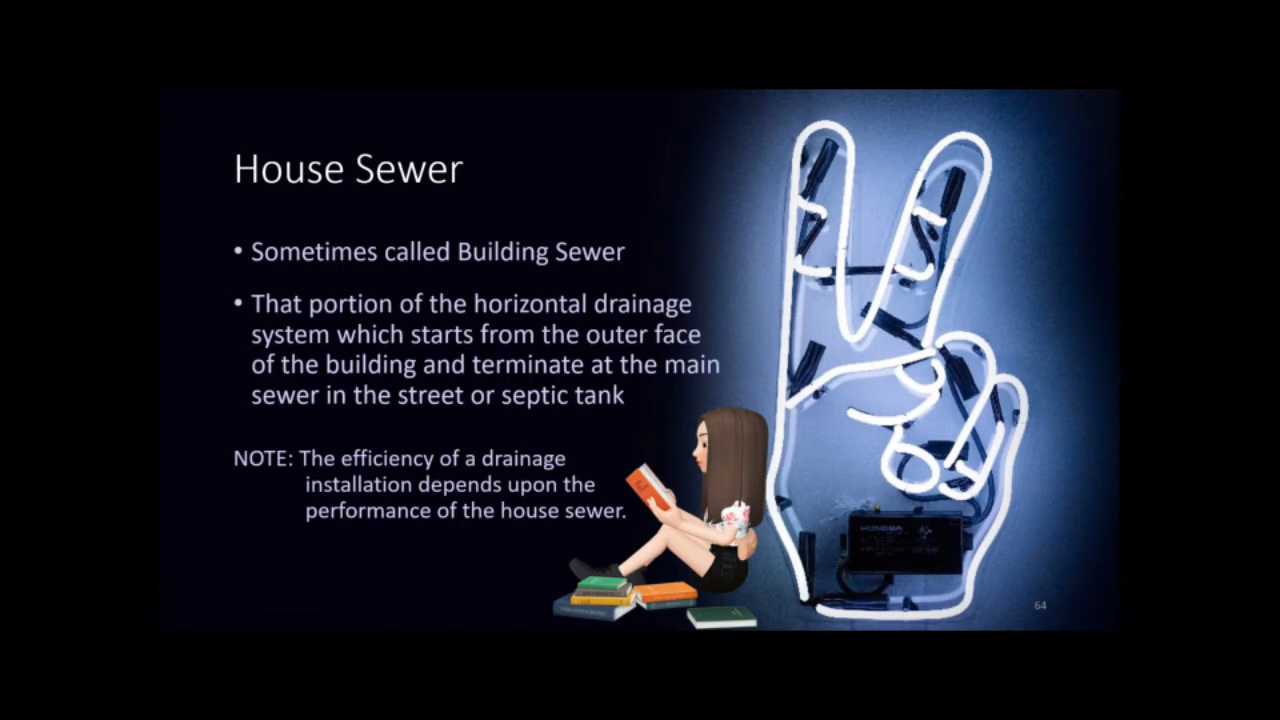 House Sewer
• Sometimes called Building Sewer
• That portion of the horizontal drainage
system which starts from the outer face
of the building and terminate at the main
sewer in the street or septic tank
NOTE: The efficiency of a drainage
installation depends upon the
performance of the house sewer.
HONGBA
64